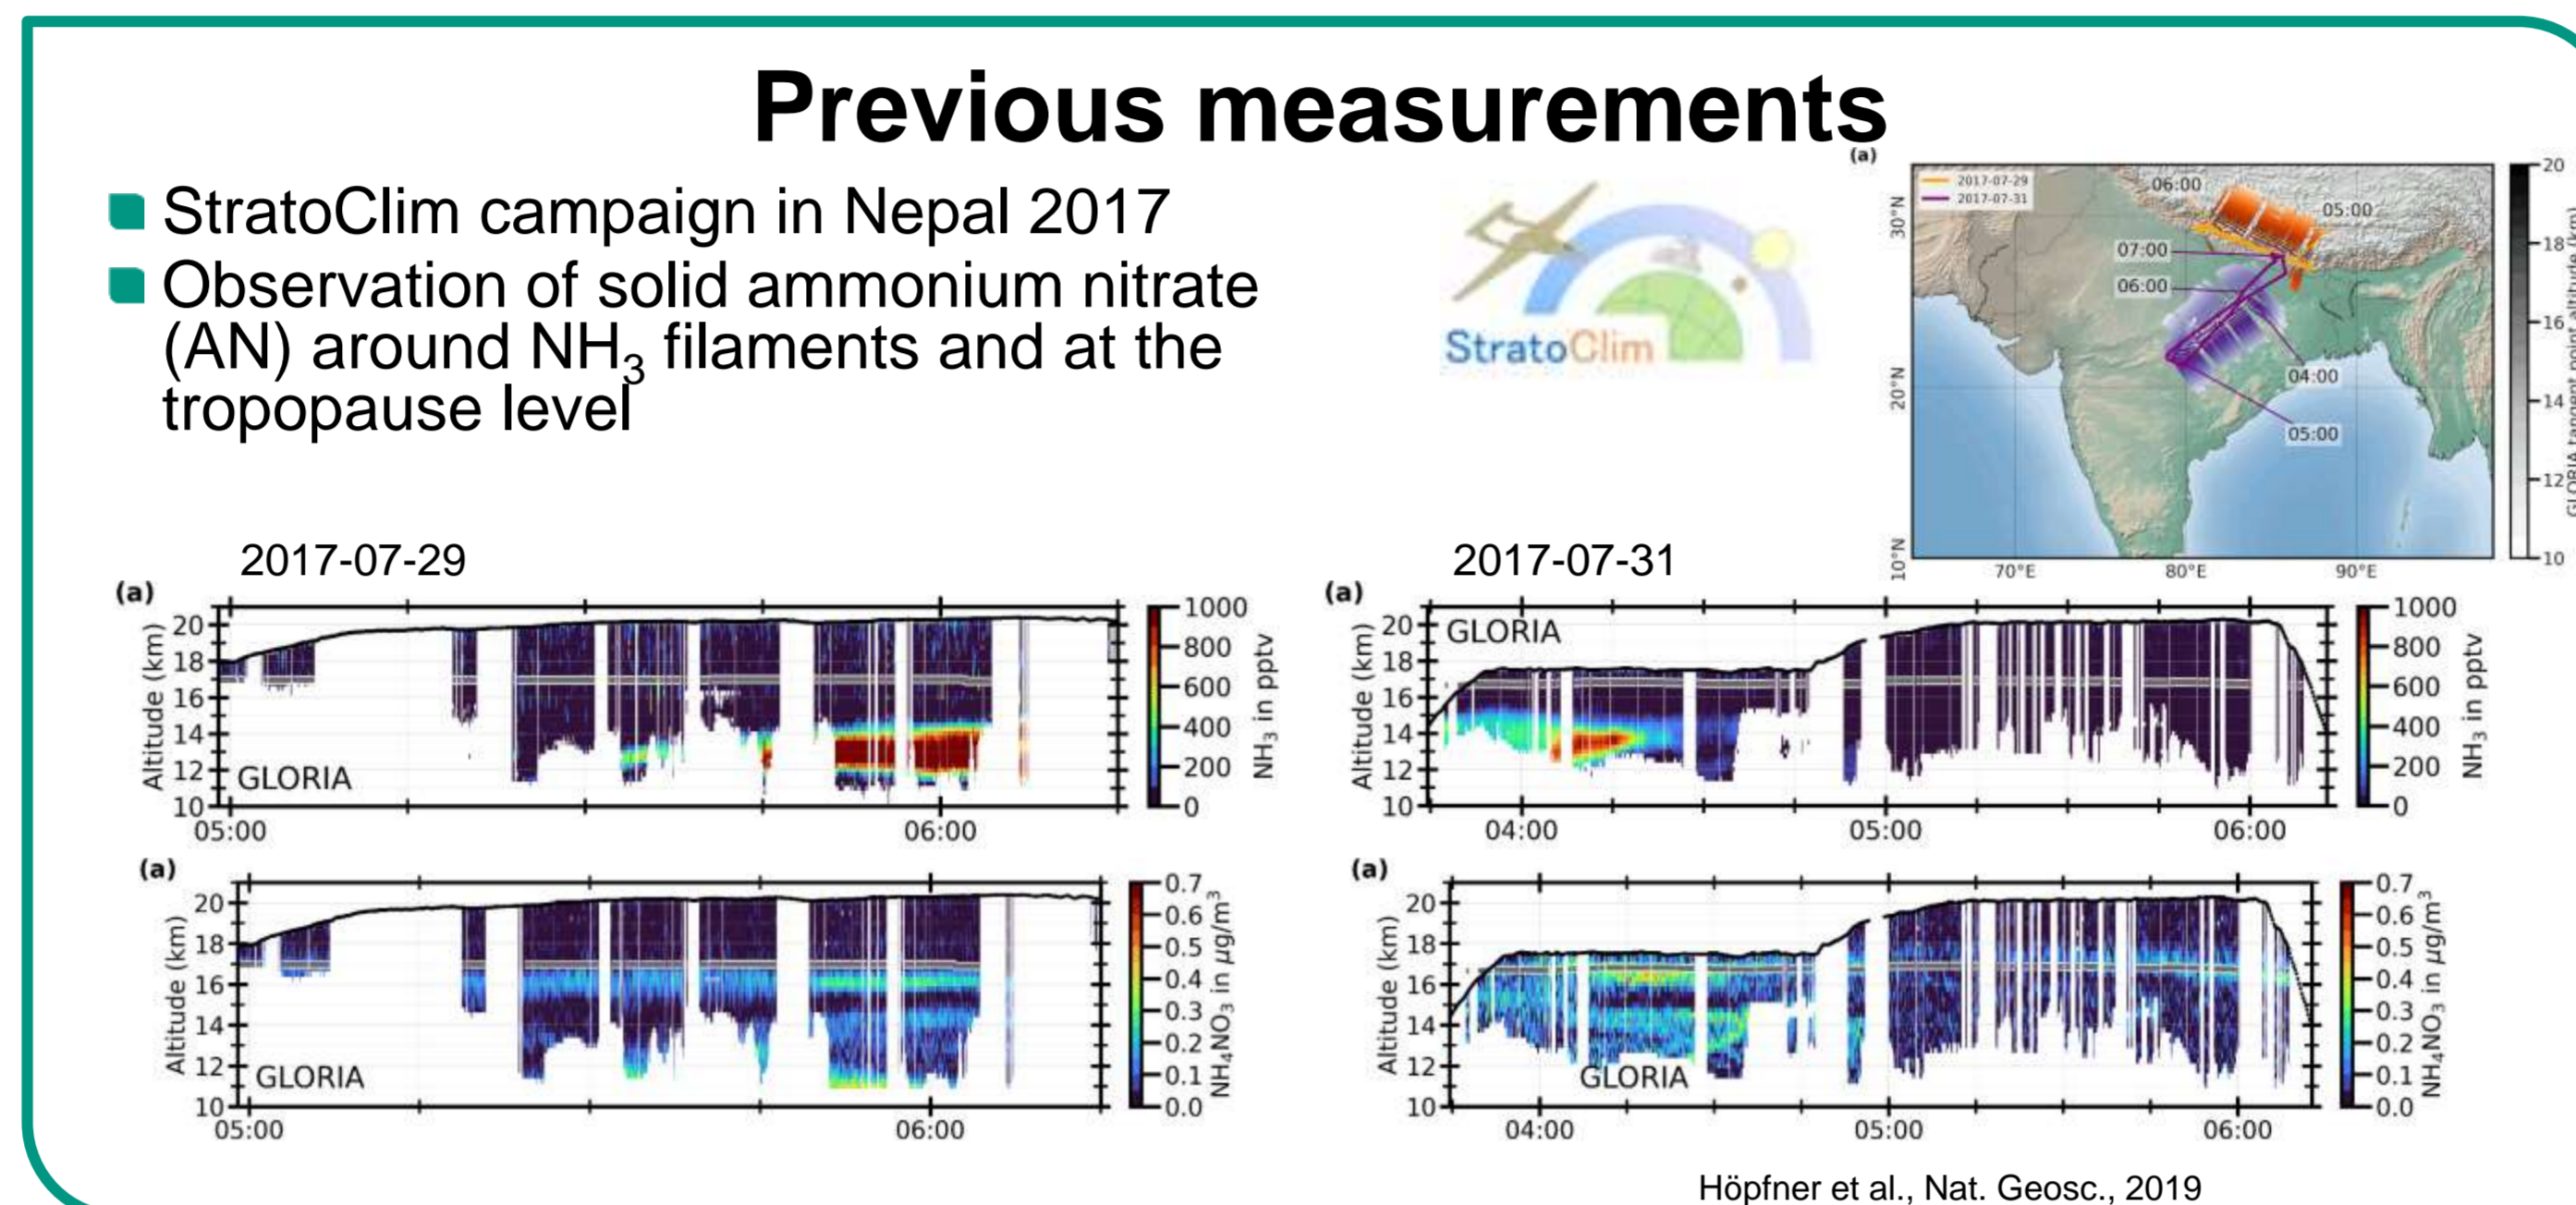 Previous measurements
StratoClim campaign in Nepal 2017
Observation of solid ammonium nitrate
(AN) around NH₃ filaments and at the
tropopause level
StratoClim
(a)
2017-07-29
2017-07-31
06:00
05:00
07:00
06:00
04:00
05:00
30°N
20°N
10°N
70°E
80°E
90°E
20
18
16
14
12
10
GLORIA tangent point altitude (km)
2017-07-29
(a)
Altitude (km)
20
18
16
14
12
10
GLORIA
05:00
06:00
1000
800
600
400
200
0
NH₃ in pptv
2017-07-31
(a)
Altitude (km)
20
18
16
14
12
10
GLORIA
04:00
05:00
06:00
1000
800
600
400
200
0
NH₃ in pptv
(a)
Altitude (km)
20
18
16
14
12
10
GLORIA
05:00
06:00
0.7
0.6
0.5
0.4
0.3
0.2
0.1
0.0
NH₄NO₃ in μg/m³
(a)
Altitude (km)
20
18
16
14
12
10
GLORIA
04:00
05:00
06:00
0.7
0.6
0.5
0.4
0.3
0.2
0.1
0.0
NH₄NO₃ in μg/m³
Höpfner et al., Nat. Geosc., 2019